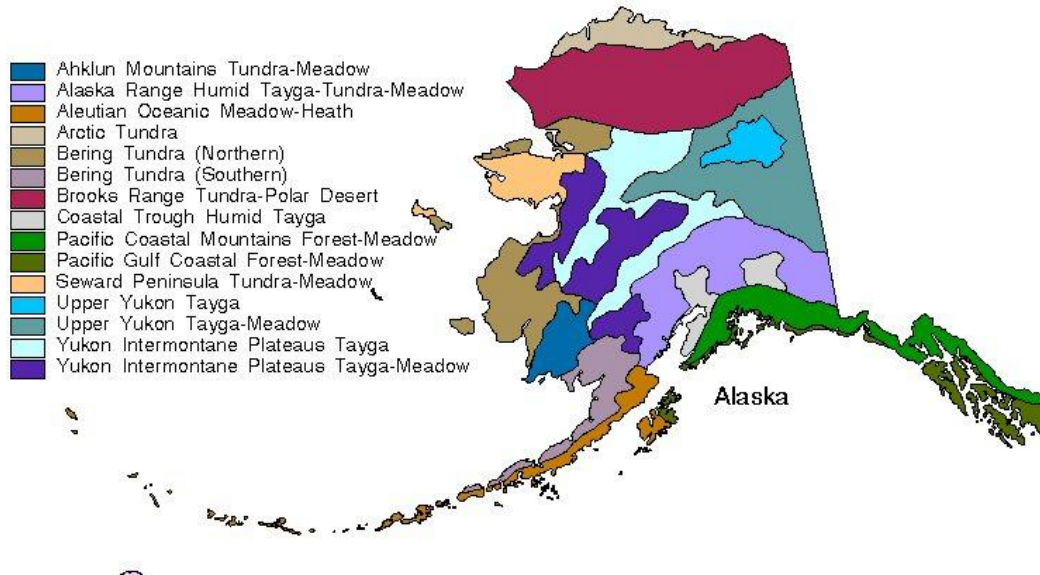 Ahklun Mountains Tundra-Meadow
Alaska Range Humid Tayga-Tundra-Meadow
Aleutian Oceanic Meadow-Heath
Arctic Tundra
Bering Tundra (Northern)
Bering Tundra (Southern)
Brooks Range Tundra-Polar Desert
Coastal Trough Humid Tayga
Pacific Coastal Mountains Forest-Meadow
Pacific Gulf Coastal Forest-Meadow
Seward Peninsula Tundra-Meadow
Upper Yukon Tayga
Upper Yukon Tayga-Meadow
Yukon Intermontane Plateaus Tayga
Yukon Intermontane Plateaus Tayga-Meadow
Alaska